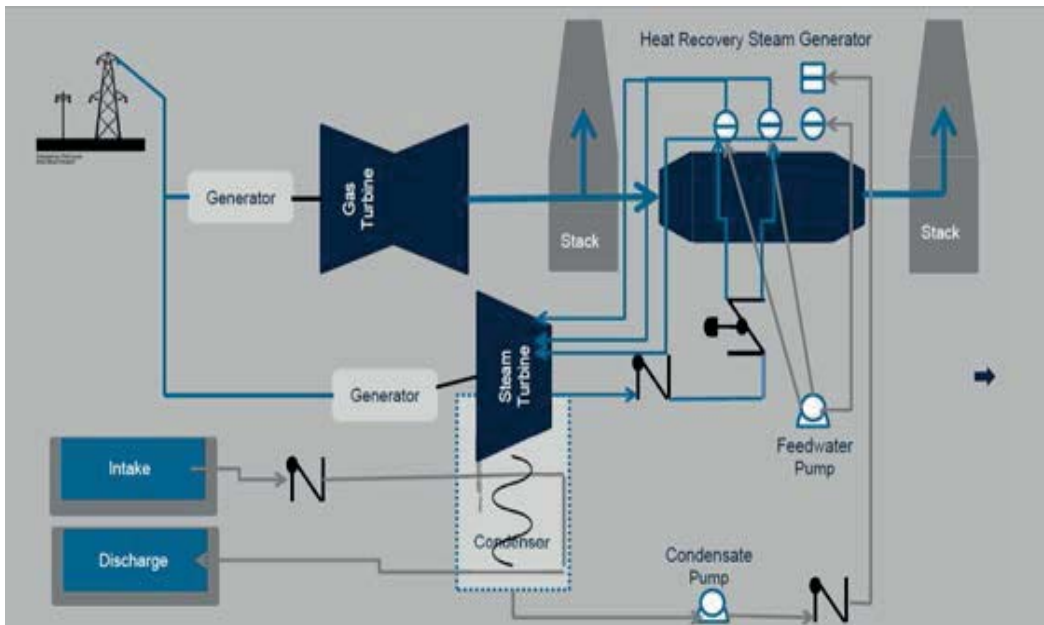 Heat Recovery Steam Generator
Generator
Gas
Turbine
Stack
Stack
Steam
Turbine
Generator
Feedwater
Pump
Intake
Condenser
Discharge
Condensate
Pump